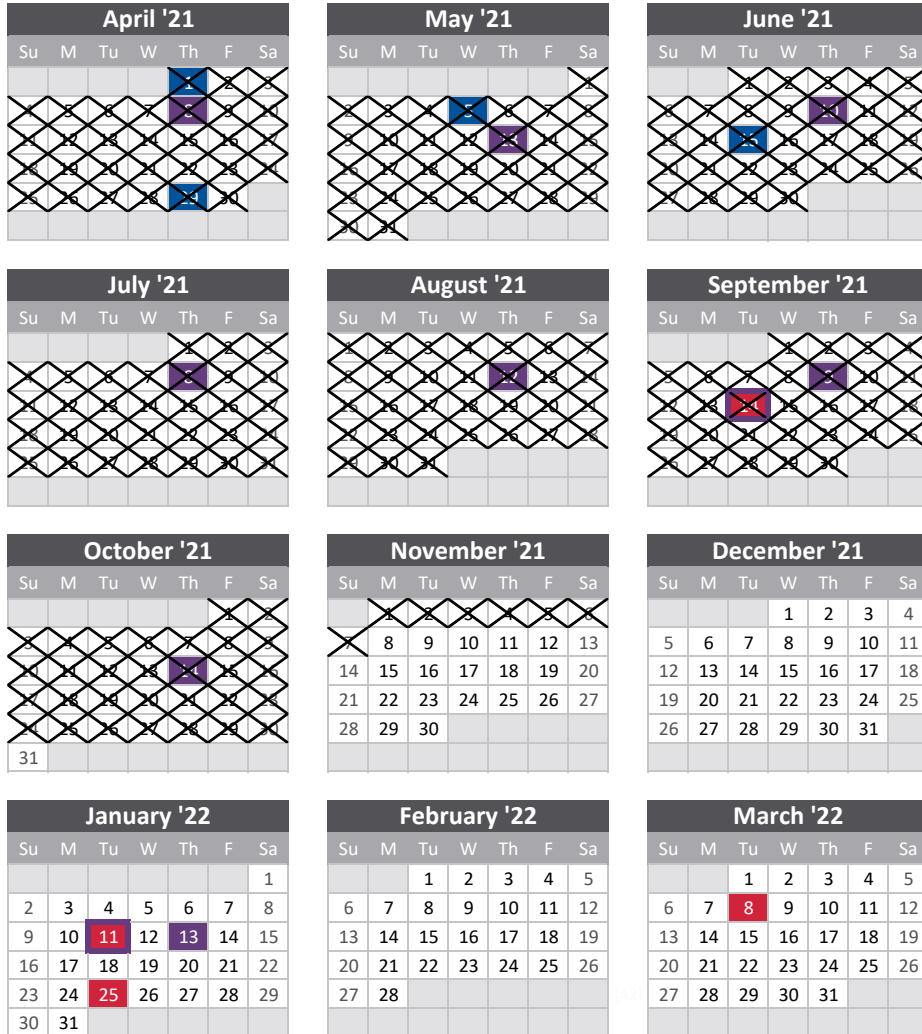 April '21
Su M Tu W Th F Sa
1 2 3
4 5 6 7 8 9 10
11 12 13 14 15 16 17
18 19 20 21 22 23 24
25 26 27 28 29 30
May '21
Su M Tu W Th F Sa
1
2 3 4 5 6 7 8
9 10 11 12 13 14 15
16 17 18 19 20 21 22
23 24 25 26 27 28 29
30 31
June '21
Su M Tu W Th F Sa
1 2 3 4 5
6 7 8 9 10 11 12
13 14 15 16 17 18 19
20 21 22 23 24 25 26
27 28 29 30
July '21
Su M Tu W Th F Sa
1 2 3
4 5 6 7 8 9 10
11 12 13 14 15 16 17
18 19 20 21 22 23 24
25 26 27 28 29 30 31
August '21
Su M Tu W Th F Sa
1 2 3 4 5 6 7
8 9 10 11 12 13 14
15 16 17 18 19 20 21
22 23 24 25 26 27 28
29 30 31
September '21
Su M Tu W Th F Sa
1 2 3 4
5 6 7 8 9 10 11
12 13 14 15 16 17 18
19 20 21 22 23 24 25
26 27 28 29 30
October '21
Su M Tu W Th F Sa
1 2
3 4 5 6 7 8 9
10 11 12 13 14 15 16
17 18 19 20 21 22 23
24 25 26 27 28 29 30
31
November '21
Su M Tu W Th F Sa
1 2 3 4 5 6
7 8 9 10 11 12 13
14 15 16 17 18 19 20
21 22 23 24 25 26 27
28 29 30
December '21
Su M Tu W Th F Sa
1 2 3 4
5 6 7 8 9 10 11
12 13 14 15 16 17 18
19 20 21 22 23 24 25
26 27 28 29 30 31
January '22
Su M Tu W Th F Sa
1
2 3 4 5 6 7 8
9 10 11 12 13 14 15
16 17 18 19 20 21 22
23 24 25 26 27 28 29
30 31
February '22
Su M Tu W Th F Sa
1 2 3 4 5
6 7 8 9 10 11 12
13 14 15 16 17 18 19
20 21 22 23 24 25 26
27 28
March '22
Su M Tu W Th F Sa
1 2 3 4 5
6 7 8 9 10 11 12
13 14 15 16 17 18 19
20 21 22 23 24 25 26
27 28 29 30 31